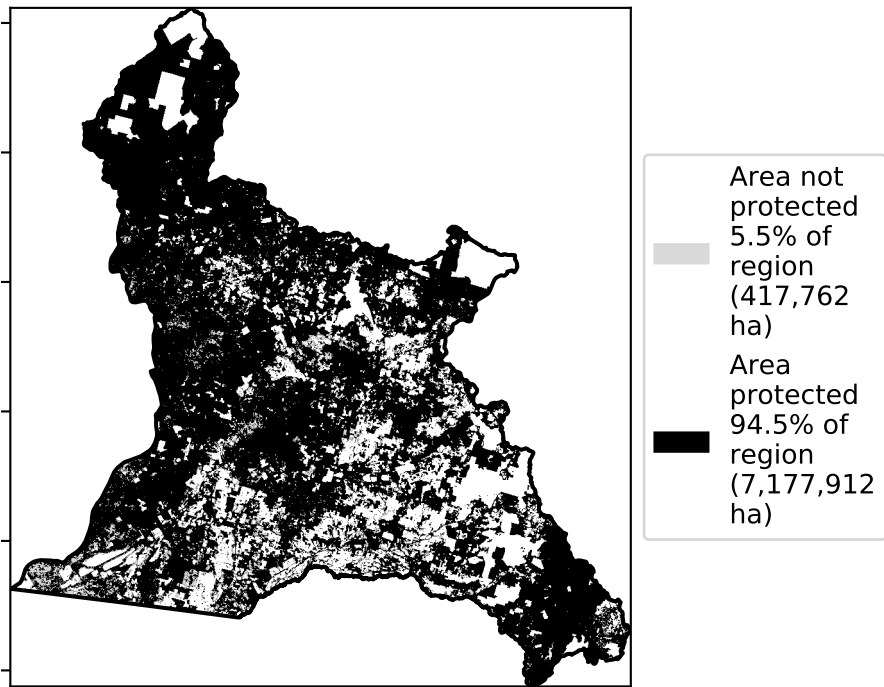 Area not
protected
5.5% of
region
(417,762
ha)
Area
protected
94.5% of
region
(7,177,912
ha)